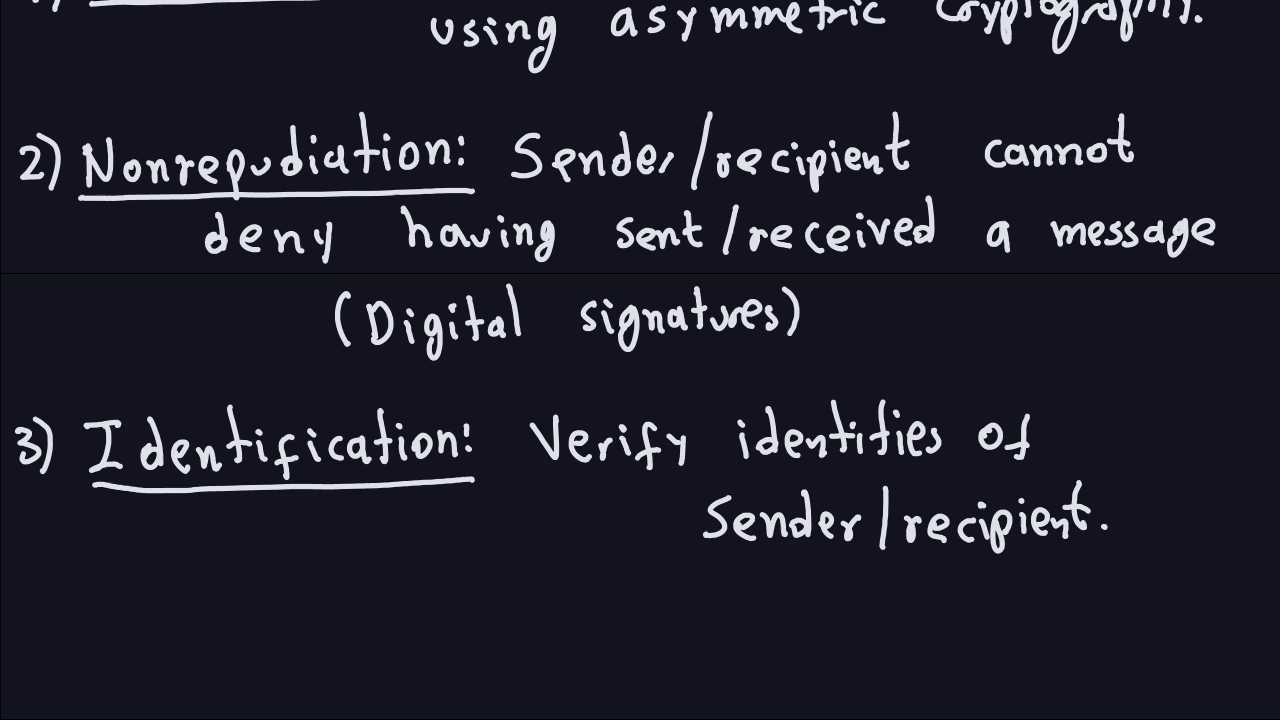 using asymmetric cryptography.
2) Nonrepudiation: Sender/recipient cannot
deny having sent/received a message
(Digital signatures)
3) Identification: Verify identities of
Sender/recipient.